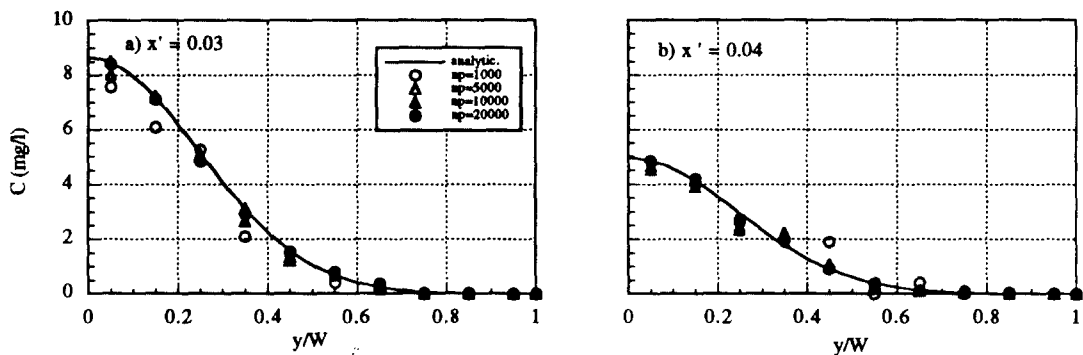 10
8
6
4
2
0
C (mg/l)
a) x' = 0.03
analytic.
np=1000
np=5000
np=10000
np=20000
0 0.2 0.4 0.6 0.8 1
y/W
b) x' = 0.04
0 0.2 0.4 0.6 0.8 1
y/W